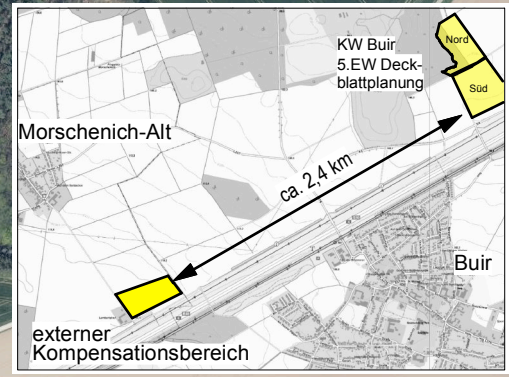 Nord
KW Buir
5.EW Deck-
blattplanung
Süd
Morschenich-Alt
ca. 2,4 km
Buir
externer
Kompensationsbereich